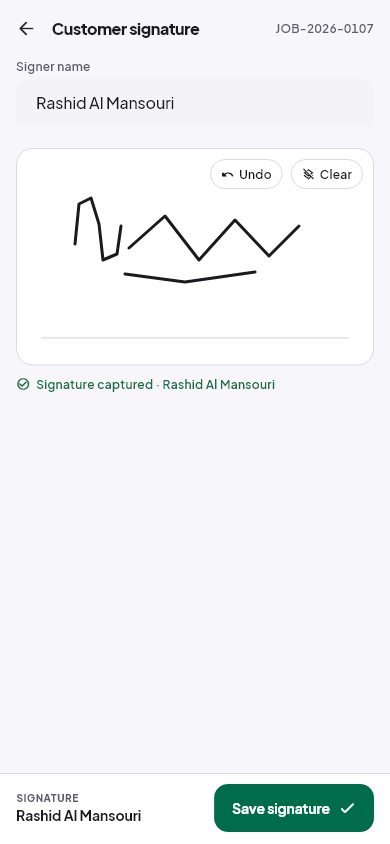 Customer signature JOB-2026-0107
Signer name
Rashid Al Mansouri
Undo Clear
Signature captured · Rashid Al Mansouri
SIGNATURE
Rashid Al Mansouri
Save signature